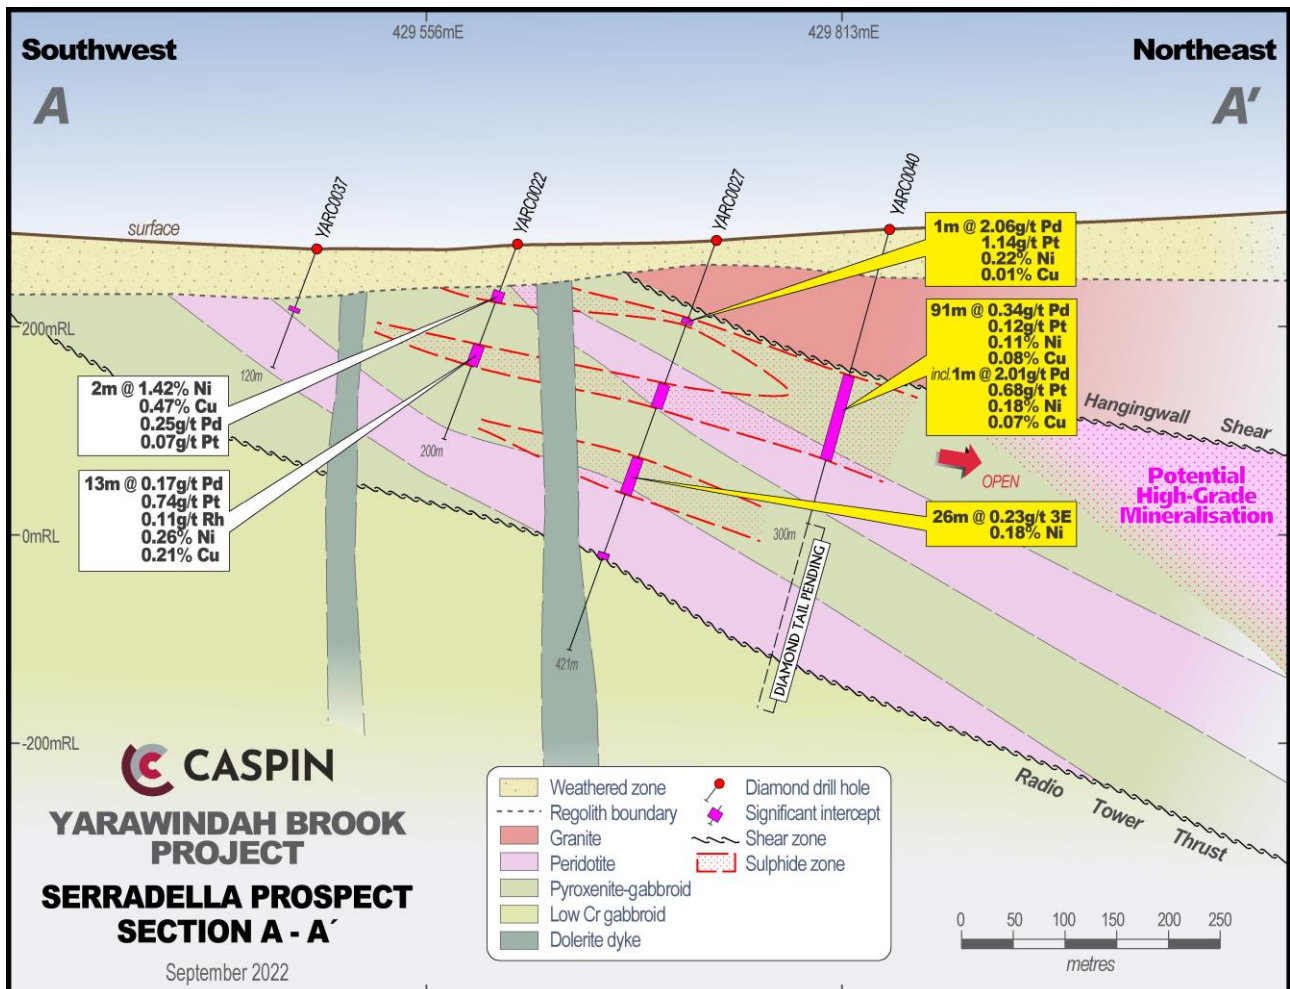 429 556mE
429 813mE
Southwest
Northeast
A
A′
surface
YARC0037
YARC0022
YARC0027
YARC0040
1m @ 2.06g/t Pd
1.14g/t Pt
0.22% Ni
0.01% Cu
91m @ 0.34g/t Pd
0.12g/t Pt
0.11% Ni
0.08% Cu
incl.1m @ 2.01g/t Pd
0.68g/t Pt
0.18% Ni
0.07% Cu
200mRL
120m
2m @ 1.42% Ni
0.47% Cu
0.25g/t Pd
0.07g/t Pt
200m
Hangingwall Shear
OPEN
Potential
High-Grade
Mineralisation
13m @ 0.17g/t Pd
0.74g/t Pt
0.11g/t Rh
0.26% Ni
0.21% Cu
26m @ 0.23g/t 3E
0.18% Ni
0mRL
300m
DIAMOND TAIL PENDING
421m
-200mRL
Radio Tower Thrust
CASPIN
YARAWINDAH BROOK
PROJECT
SERRADELLA PROSPECT
SECTION A - A´
September 2022
Weathered zone
Regolith boundary
Granite
Peridotite
Pyroxenite-gabbroid
Low Cr gabbroid
Dolerite dyke
Diamond drill hole
Significant intercept
Shear zone
Sulphide zone
0 50 100 150 200 250
metres